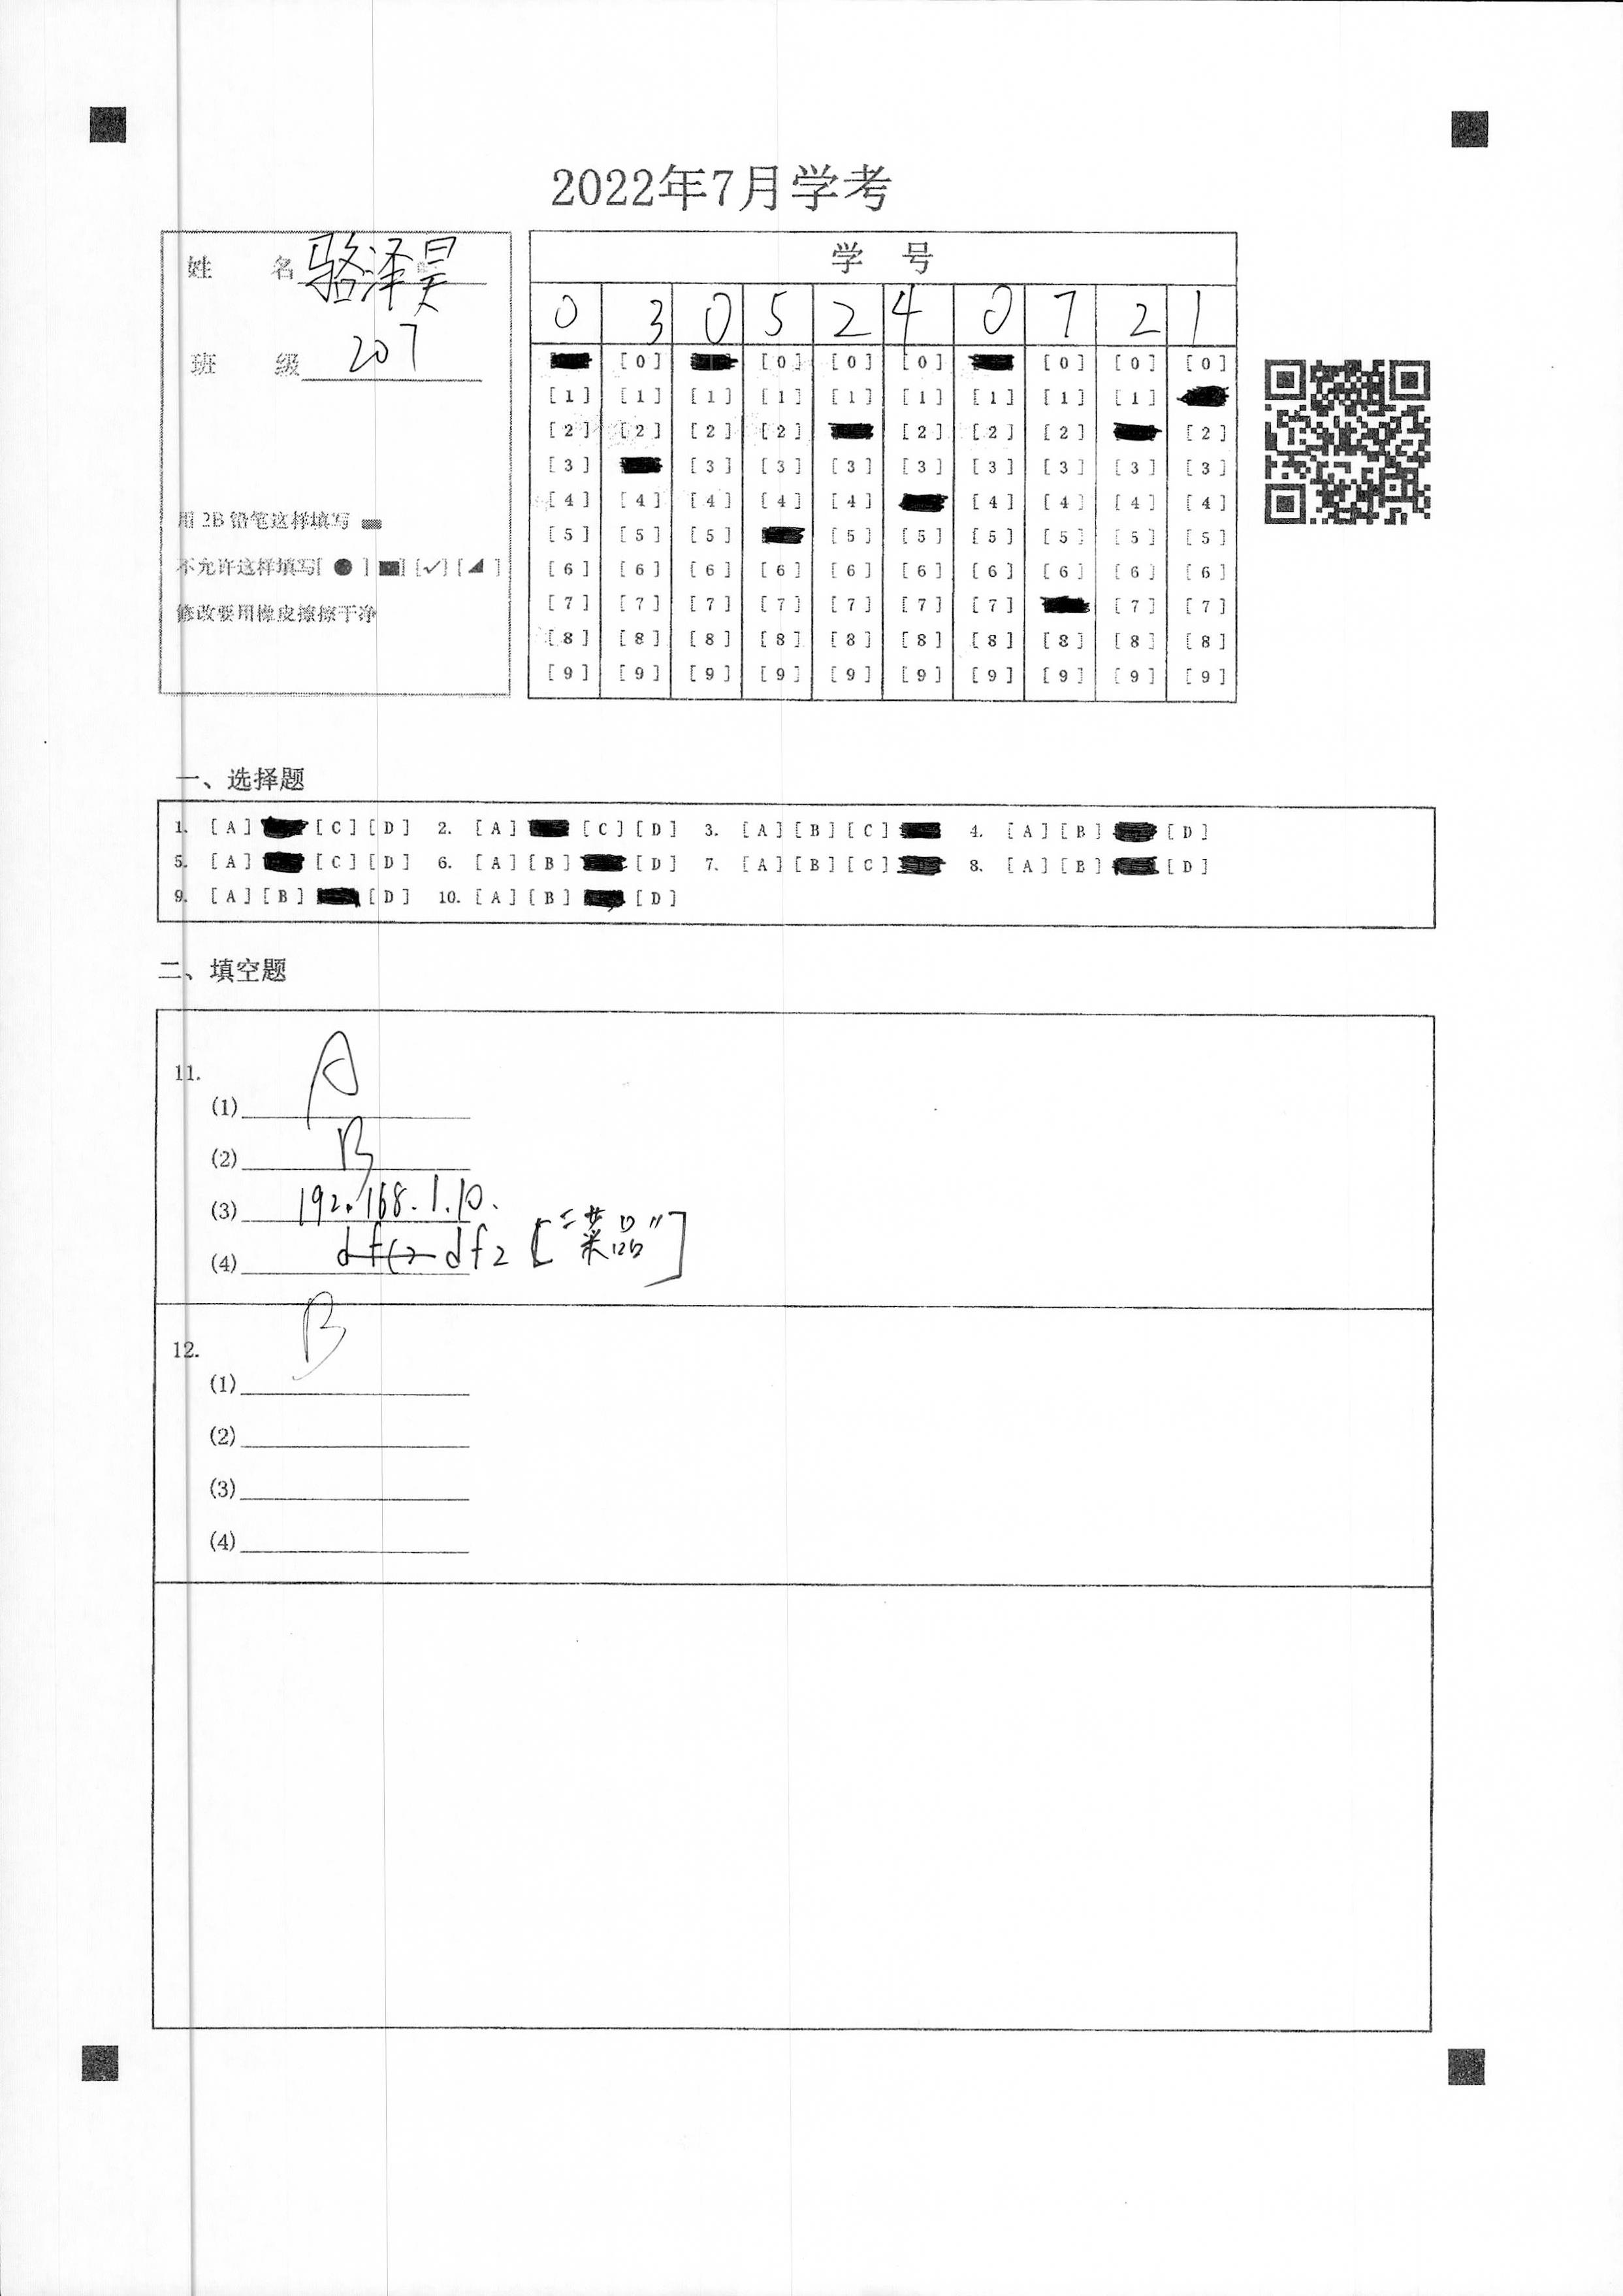 2022年7月学考
姓 名 骆泽昊
班 级 207
用2B铅笔这样填写
不允许这样填写[ ● ] [■] [✓] [◢ ]
修改要用橡皮擦擦干净
学 号
0 3 0 5 2 4 0 7 2 1
[0] [0] [0] [0] [0] [0] [0]
[1] [1] [1] [1] [1] [1] [1] [1] [1]
[2] [2] [2] [2] [2] [2] [2] [2]
[3] [3] [3] [3] [3] [3] [3] [3] [3]
[4] [4] [4] [4] [4] [4] [4] [4] [4]
[5] [5] [5] [5] [5] [5] [5] [5] [5]
[6] [6] [6] [6] [6] [6] [6] [6] [6] [6]
[7] [7] [7] [7] [7] [7] [7] [7] [7]
[8] [8] [8] [8] [8] [8] [8] [8] [8] [8]
[9] [9] [9] [9] [9] [9] [9] [9] [9] [9]
一、选择题
1. [A] [C] [D] 2. [A] [C] [D] 3. [A] [B] [C] 4. [A] [B] [D]
5. [A] [C] [D] 6. [A] [B] [D] 7. [A] [B] [C] 8. [A] [B] [D]
9. [A] [B] [D] 10. [A] [B] [D]
二、填空题
11.
(1) A
(2) B
(3) 192.168.1.10.
(4) df2["菜品"]
12.
B
(1)
(2)
(3)
(4)